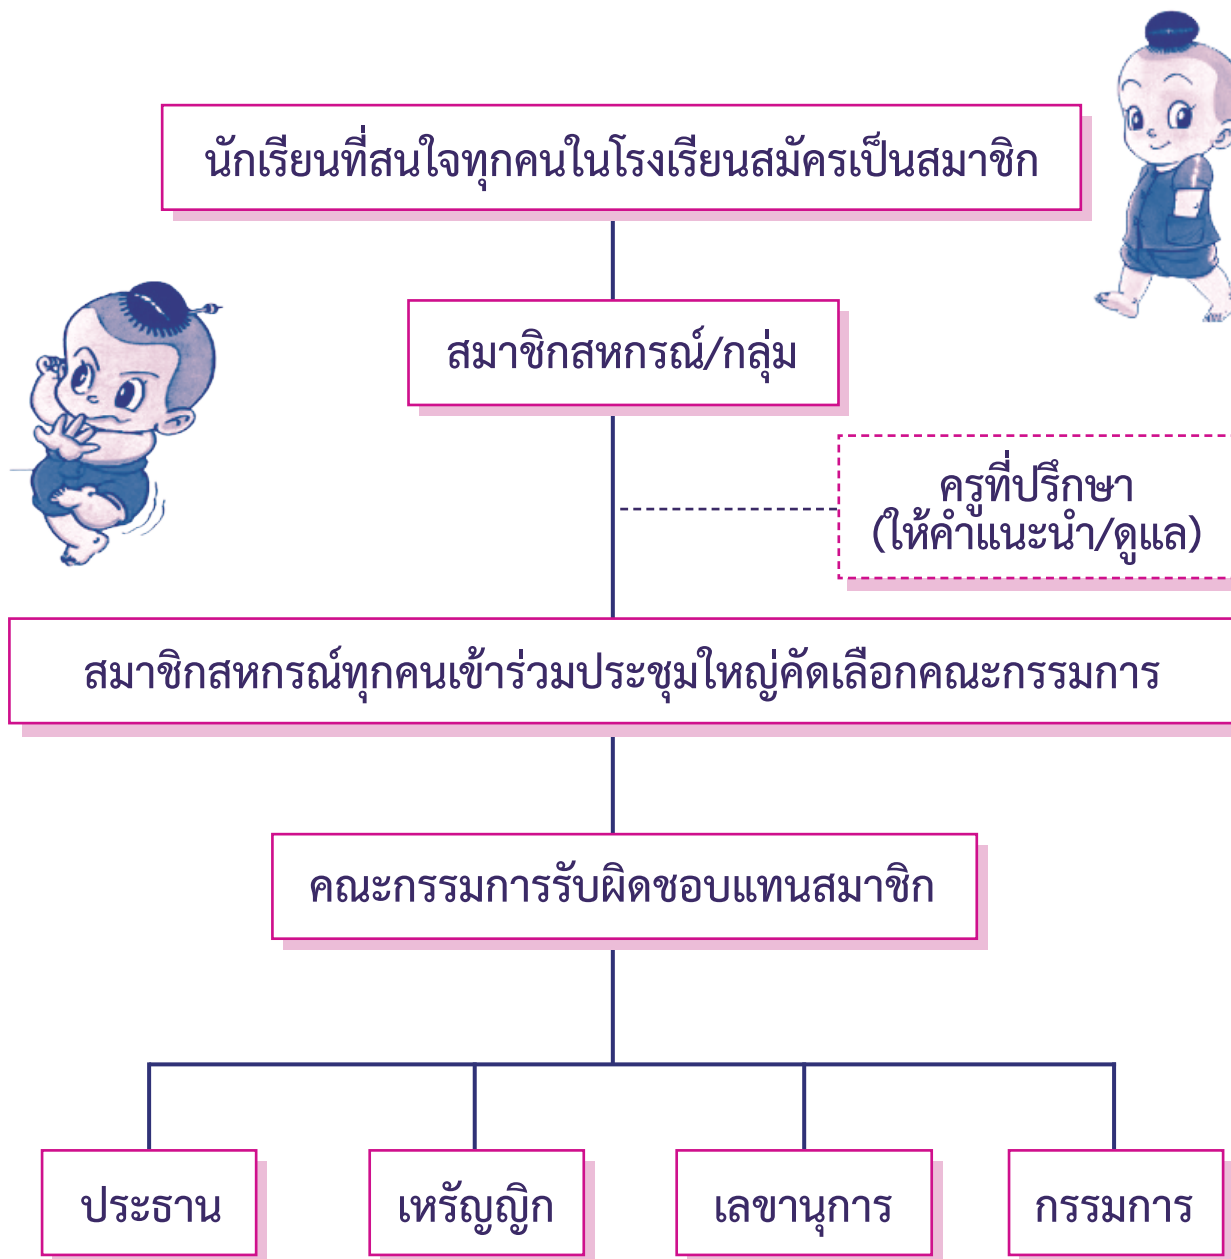 นักเรียนที่สนใจทุกคนในโรงเรียนสมัครเป็นสมาชิก
สมาชิกสหกรณ์/กลุ่ม
ครูที่ปรึกษา
(ให้คำแนะนำ/ดูแล)
สมาชิกสหกรณ์ทุกคนเข้าร่วมประชุมใหญ่คัดเลือกคณะกรรมการ
คณะกรรมการรับผิดชอบแทนสมาชิก
ประธาน
เหรัญญิก
เลขานุการ
กรรมการ